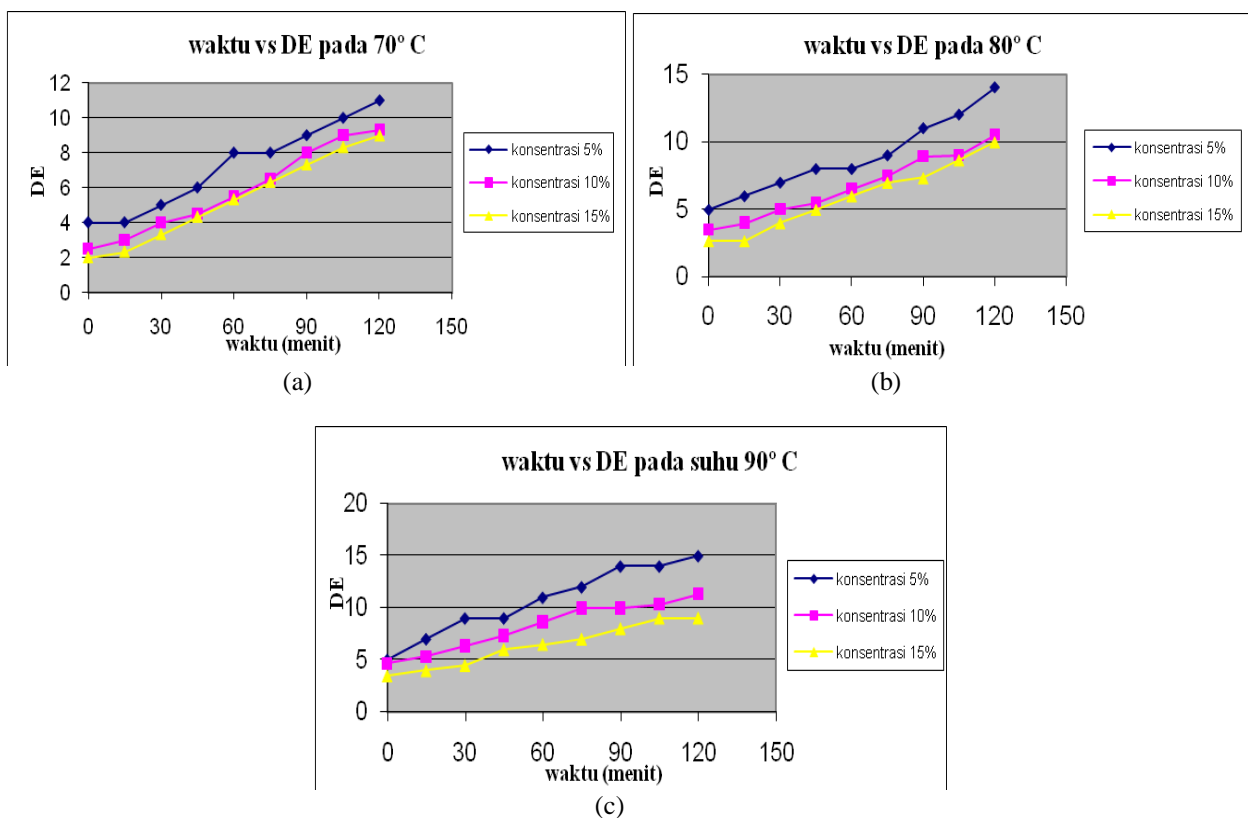 waktu vs DE pada 70º C
DE
12
10
8
6
4
2
0
0 30 60 90 120 150
waktu (menit)
konsentrasi 5%
konsentrasi 10%
konsentrasi 15%
(a)
waktu vs DE pada 80º C
DE
15
10
5
0
0 30 60 90 120 150
waktu (menit)
konsentrasi 5%
konsentrasi 10%
konsentrasi 15%
(b)
waktu vs DE pada suhu 90º C
DE
20
15
10
5
0
0 30 60 90 120 150
waktu (menit)
konsentrasi 5%
konsentrasi 10%
konsentrasi 15%
(c)